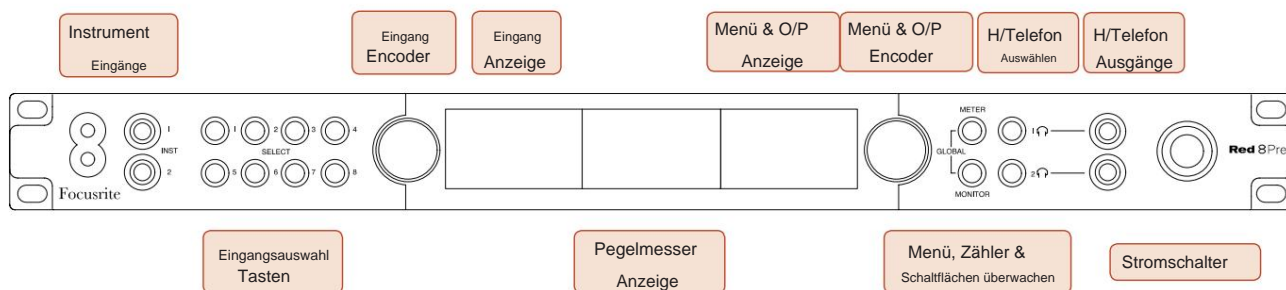 Instrument
Eingänge
Eingang
Encoder
Eingang
Anzeige
Menü & O/P
Anzeige
Menü & O/P
Encoder
H/Telefon
Auswählen
H/Telefon
Ausgänge
1
INST
2
1 2 3 4
SELECT
5 6 7 8
Focusrite
METER
GLOBAL
MONITOR
1
2
Red 8Pre
Eingangsauswahl
Tasten
Pegelmesser
Anzeige
Menü, Zähler &
Schaltflächen überwachen
Stromschalter